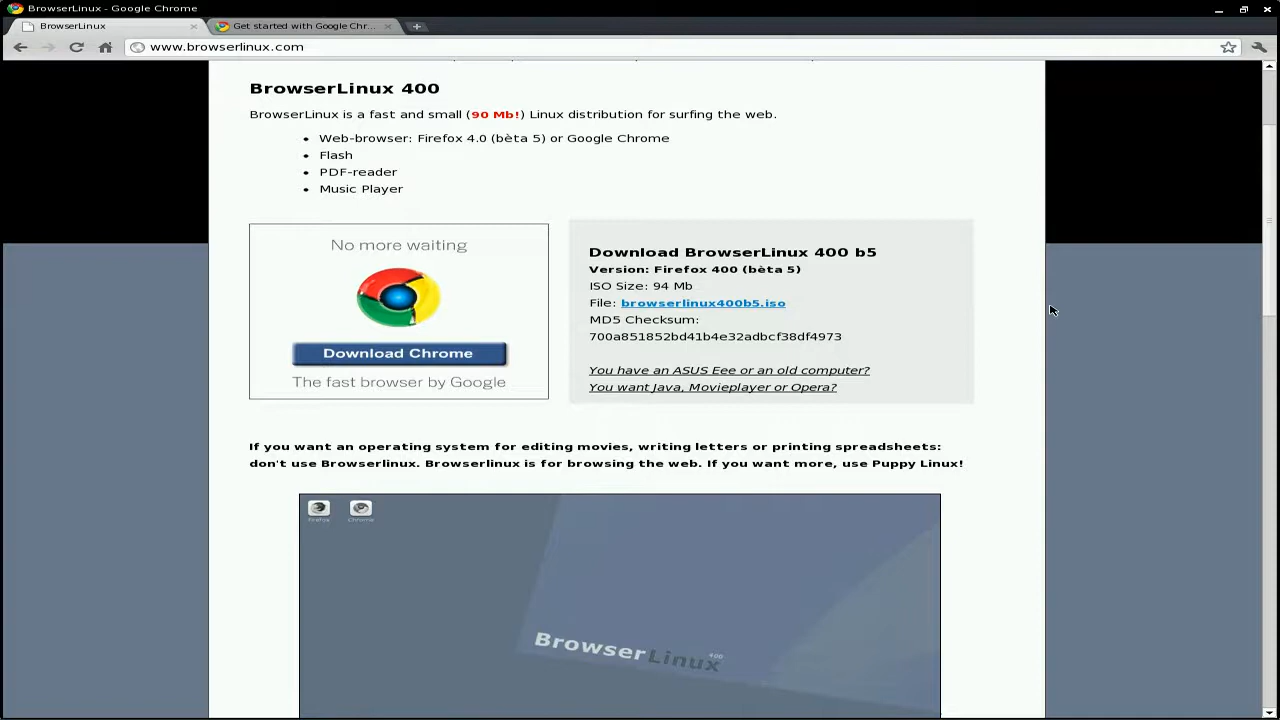 BrowserLinux - Google Chrome
BrowserLinux
Get started with Google Chr...
www.browserlinux.com
BrowserLinux 400
BrowserLinux is a fast and small (90 Mb!) Linux distribution for surfing the web.
• Web-browser: Firefox 4.0 (bèta 5) or Google Chrome
• Flash
• PDF-reader
• Music Player
No more waiting
Download Chrome
The fast browser by Google
Download BrowserLinux 400 b5
Version: Firefox 400 (bèta 5)
ISO Size: 94 Mb
File: browserlinux400b5.iso
MD5 Checksum:
700a851852bd41b4e32adbcf38df4973
You have an ASUS Eee or an old computer?
You want Java, Movieplayer or Opera?
If you want an operating system for editing movies, writing letters or printing spreadsheets:
don't use Browserlinux. Browserlinux is for browsing the web. If you want more, use Puppy Linux!
Firefox Chrome
BrowserLinux 400